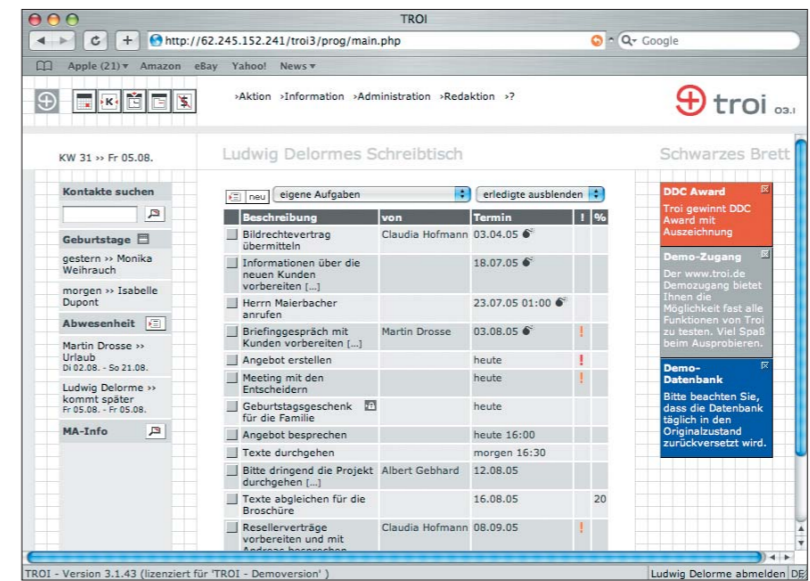 TROI
http://62.245.152.241/troi3/prog/main.php
Google
Apple (21) Amazon eBay Yahoo! News
›Aktion ›Information ›Administration ›Redaktion ›?
troi 03.1
KW 31 ›› Fr 05.08.
Ludwig Delormes Schreibtisch
Schwarzes Brett
Kontakte suchen
Geburtstage
gestern ›› Monika
Weihrauch
morgen ›› Isabelle
Dupont
Abwesenheit
Martin Drosse ››
Urlaub
Di 02.08. - So 21.08.
Ludwig Delorme ››
kommt später
Fr 05.08. - Fr 05.08.
MA-Info
neu eigene Aufgaben erledigte ausblenden
Beschreibung von Termin ! %
Bildrechtevertrag Claudia Hofmann 03.04.05
übermitteln
Informationen über die 18.07.05
neuen Kunden
vorbereiten [...]
Herrn Maierbacher 23.07.05 01:00
anrufen
Briefinggespräch mit Martin Drosse 03.08.05 !
Kunden vorbereiten [...]
Angebot erstellen heute !
Meeting mit den heute !
Entscheidern
Geburtstagsgeschenk heute
für die Familie
Angebot besprechen heute 16:00
Texte durchgehen morgen 16:30
Bitte dringend die Projekt Albert Gebhard 12.08.05
durchgehen [...]
Texte abgleichen für die 16.08.05 20
Broschüre
Resellerverträge Claudia Hofmann 08.09.05 !
vorbereiten und mit
Andreas besprechen
DDC Award
Troi gewinnt DDC
Award mit
Auszeichnung
Demo-Zugang
Der www.troi.de
Demozugang bietet
Ihnen die
Möglichkeit fast alle
Funktionen von Troi
zu testen. Viel Spaß
beim Ausprobieren.
Demo-
Datenbank
Bitte beachten Sie,
dass die Datenbank
täglich in den
Originalzustand
zurückversetzt wird.
TROI - Version 3.1.43 (lizenziert für 'TROI - Demoversion' )
Ludwig Delorme abmelden DE